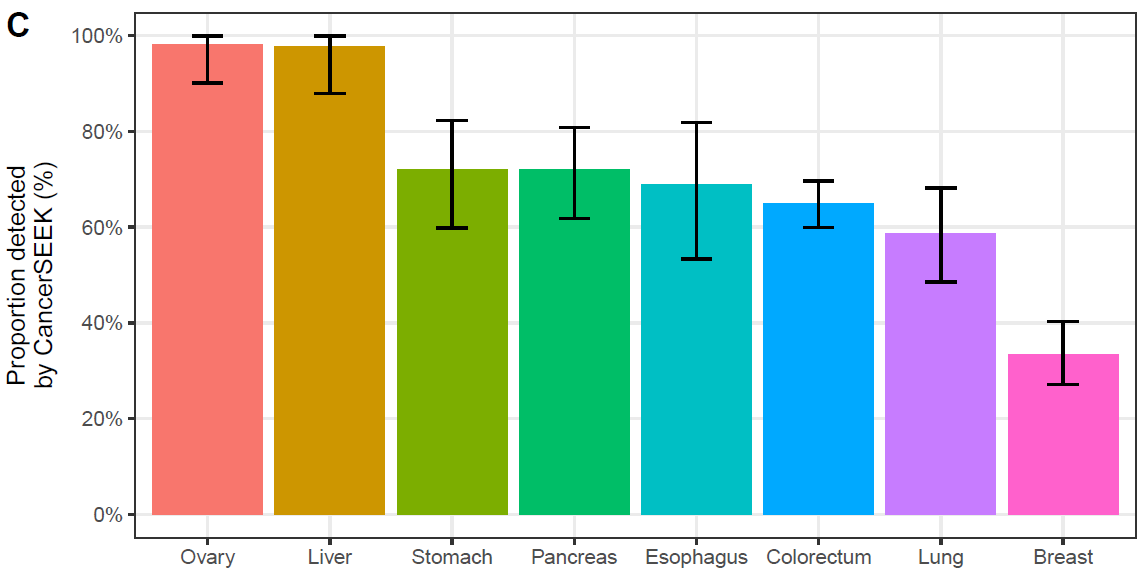 C
Proportion detected
by CancerSEEK (%)
100%
80%
60%
40%
20%
0%
Ovary Liver Stomach Pancreas Esophagus Colorectum Lung Breast